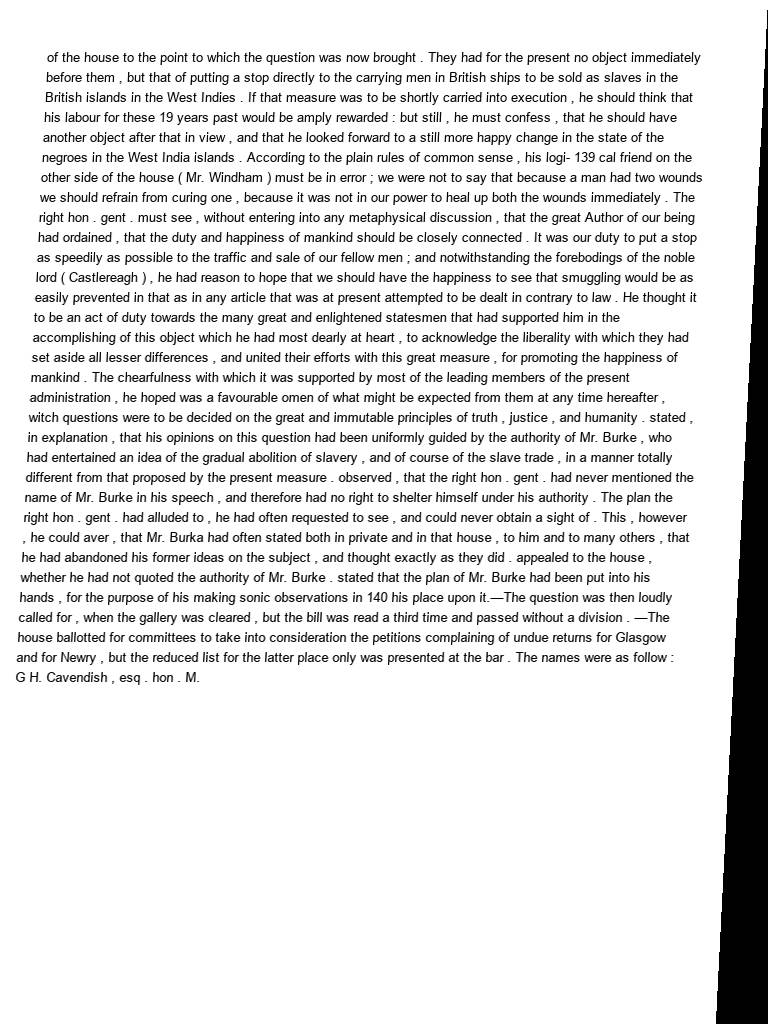 of the house to the point to which the question was now brought . They had for the present no object immediately
before them , but that of putting a stop directly to the carrying men in British ships to be sold as slaves in the
British islands in the West Indies . If that measure was to be shortly carried into execution , he should think that
his labour for these 19 years past would be amply rewarded : but still , he must confess , that he should have
another object after that in view , and that he looked forward to a still more happy change in the state of the
negroes in the West India islands . According to the plain rules of common sense , his logi- 139 cal friend on the
other side of the house ( Mr. Windham ) must be in error ; we were not to say that because a man had two wounds
we should refrain from curing one , because it was not in our power to heal up both the wounds immediately . The
right hon . gent . must see , without entering into any metaphysical discussion , that the great Author of our being
had ordained , that the duty and happiness of mankind should be closely connected . It was our duty to put a stop
as speedily as possible to the traffic and sale of our fellow men ; and notwithstanding the forebodings of the noble
lord ( Castlereagh ) , he had reason to hope that we should have the happiness to see that smuggling would be as
easily prevented in that as in any article that was at present attempted to be dealt in contrary to law . He thought it
to be an act of duty towards the many great and enlightened statesmen that had supported him in the
accomplishing of this object which he had most dearly at heart , to acknowledge the liberality with which they had
set aside all lesser differences , and united their efforts with this great measure , for promoting the happiness of
mankind . The chearfulness with which it was supported by most of the leading members of the present
administration , he hoped was a favourable omen of what might be expected from them at any time hereafter ,
witch questions were to be decided on the great and immutable principles of truth , justice , and humanity . stated ,
in explanation , that his opinions on this question had been uniformly guided by the authority of Mr. Burke , who
had entertained an idea of the gradual abolition of slavery , and of course of the slave trade , in a manner totally
different from that proposed by the present measure . observed , that the right hon . gent . had never mentioned the
name of Mr. Burke in his speech , and therefore had no right to shelter himself under his authority . The plan the
right hon . gent . had alluded to , he had often requested to see , and could never obtain a sight of . This , however
, he could aver , that Mr. Burka had often stated both in private and in that house , to him and to many others , that
he had abandoned his former ideas on the subject , and thought exactly as they did . appealed to the house ,
whether he had not quoted the authority of Mr. Burke . stated that the plan of Mr. Burke had been put into his
hands , for the purpose of his making sonic observations in 140 his place upon it.—The question was then loudly
called for , when the gallery was cleared , but the bill was read a third time and passed without a division . —The
house ballotted for committees to take into consideration the petitions complaining of undue returns for Glasgow
and for Newry , but the reduced list for the latter place only was presented at the bar . The names were as follow :
G H. Cavendish , esq . hon . M.